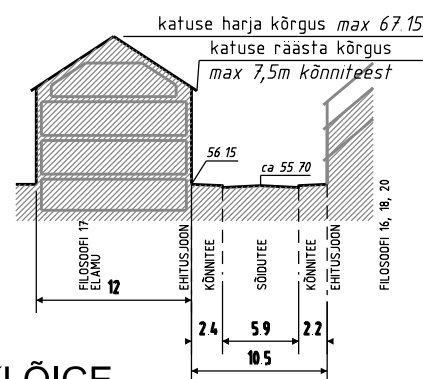 katuse harja kõrgus max 67.15
katuse räästa kõrgus
max 7,5m kõnniteest
56.15
ca 55.70
FILOSOOFI 17
ELAMU
EHITUSJOON
KÕNNITEE
SÕIDUTEE
KÕNNITEE
EHITUSJOON
FILOSOOFI 16, 18, 20
12
2.4
5.9
2.2
10.5
LÕIGE